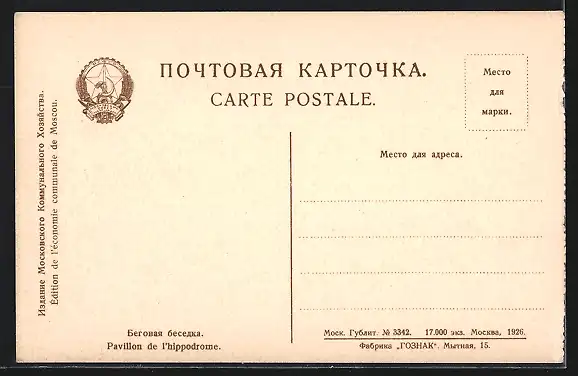 ПОЧТОВАЯ КАРТОЧКА.
CARTE POSTALE.
Место
для
марки.
Место для адреса.
Издание Московского Коммунального Хозяйства.
Édition de l'économie communale de Moscou.
Беговая беседка.
Pavillon de l'hippodrome.
Моск. Гублит. № 3342. 17.000 экз. Москва, 1926.
Фабрика „ГОЗНАК". Мытная, 15.